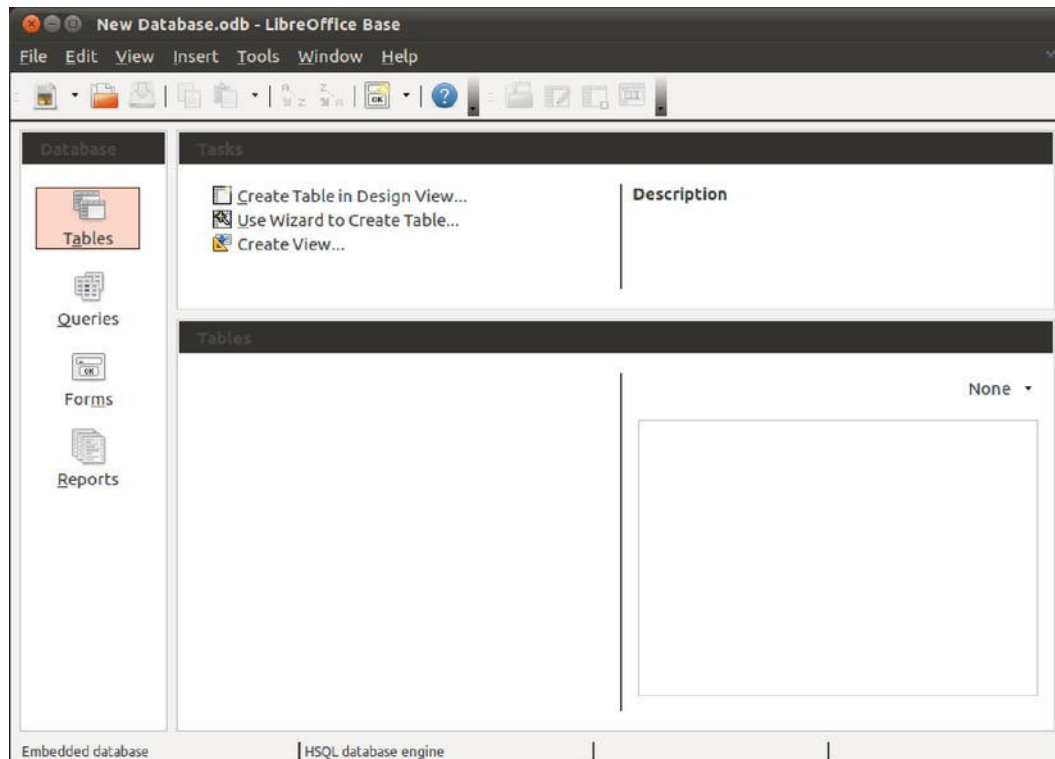 New Database.odb - LibreOffice Base
File Edit View Insert Tools Window Help
Database
Tasks
Tables
Queries
Forms
Reports
Create Table in Design View...
Use Wizard to Create Table...
Create View...
Description
Tables
None
Embedded database
HSQL database engine